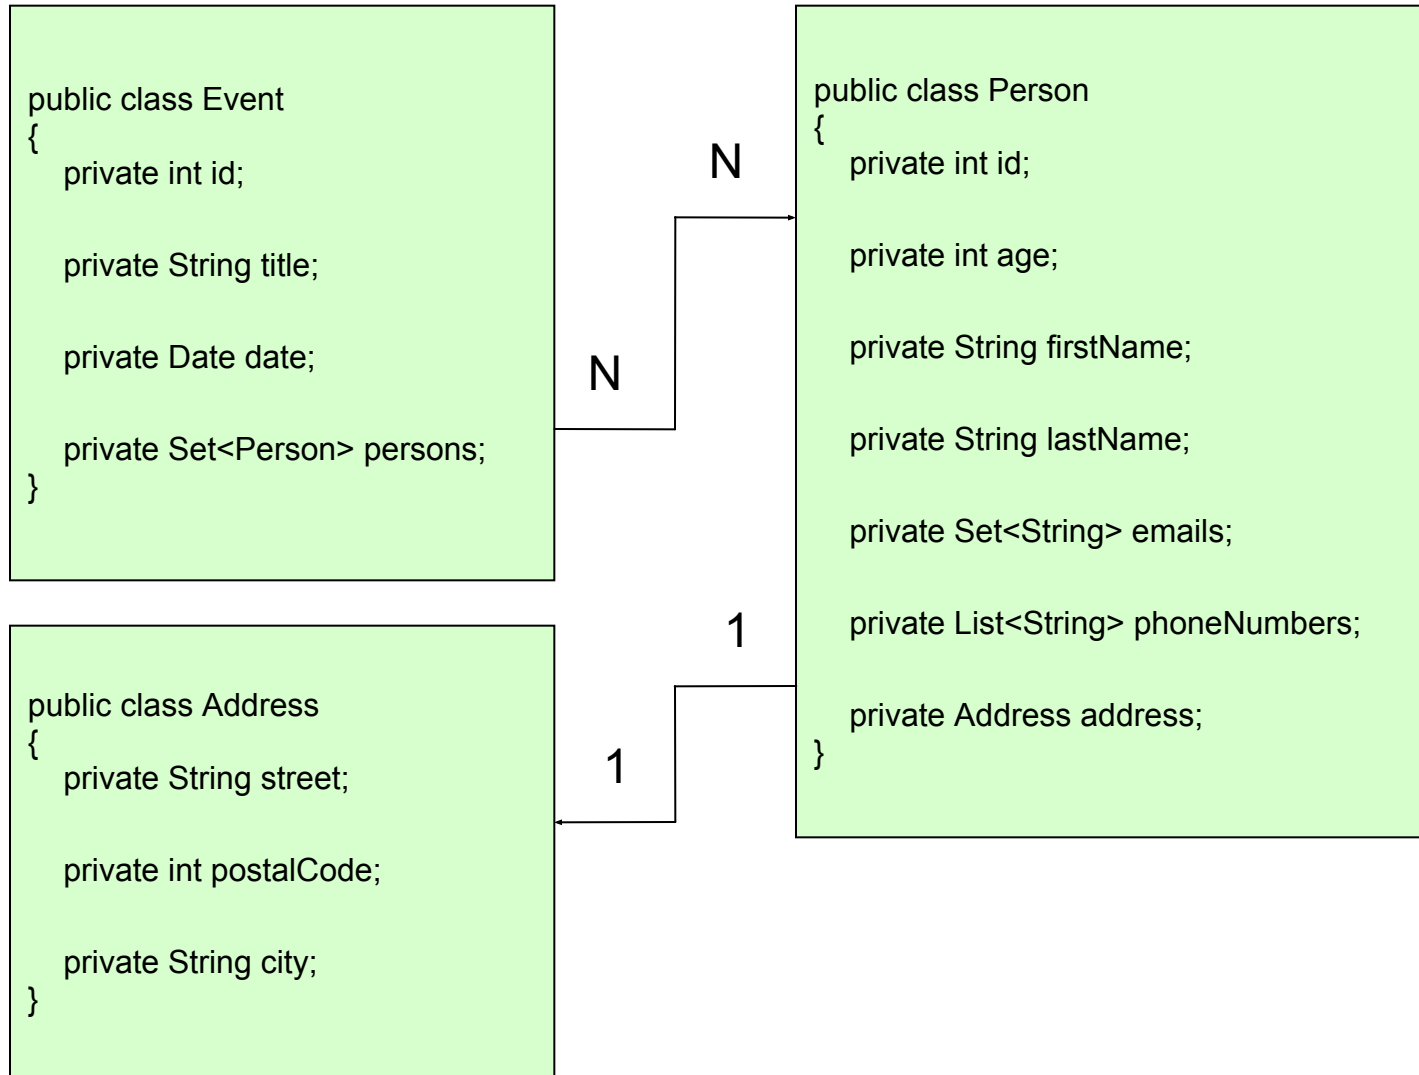 public class Event
{
private int id;
private String title;
private Date date;
private Set<Person> persons;
}
N
N
public class Person
{
private int id;
private int age;
private String firstName;
private String lastName;
private Set<String> emails;
private List<String> phoneNumbers;
private Address address;
}
1
1
public class Address
{
private String street;
private int postalCode;
private String city;
}